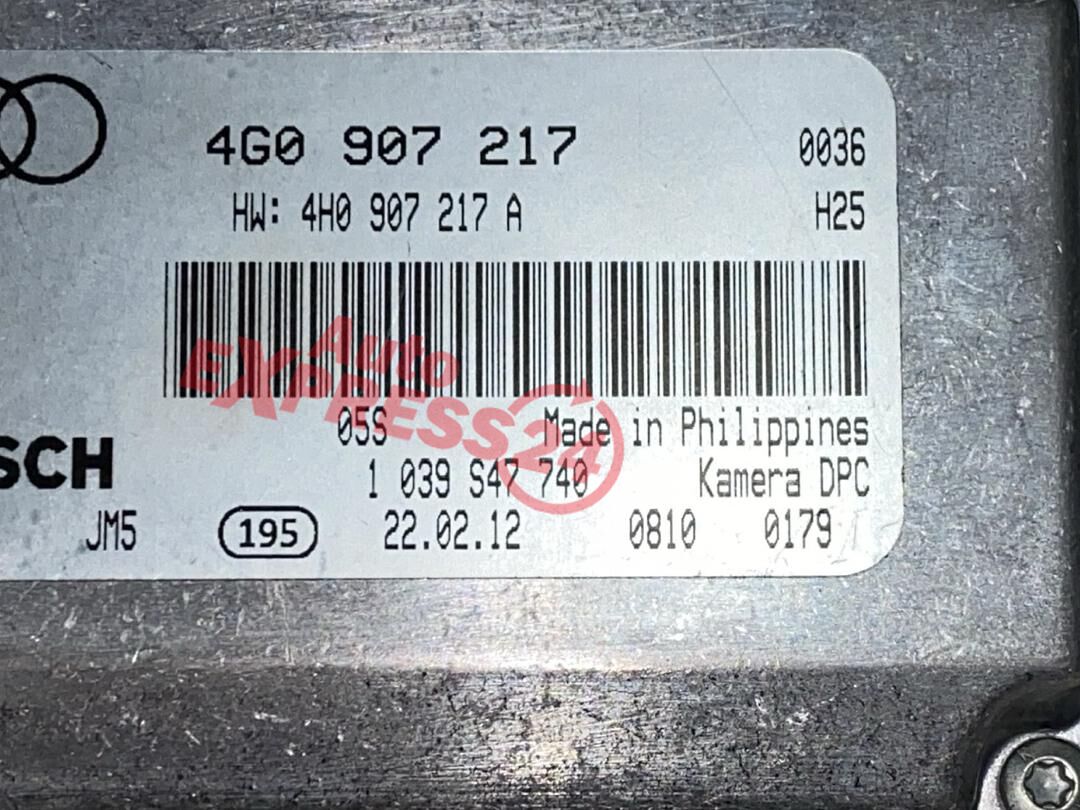 4G0 907 217 0036
HW: 4H0 907 217 A H25
Auto
EXPRESS24
05S Made in Philippines
SCH 1 039 S47 740 Kamera DPC
JM5 195 22.02.12 0810 0179